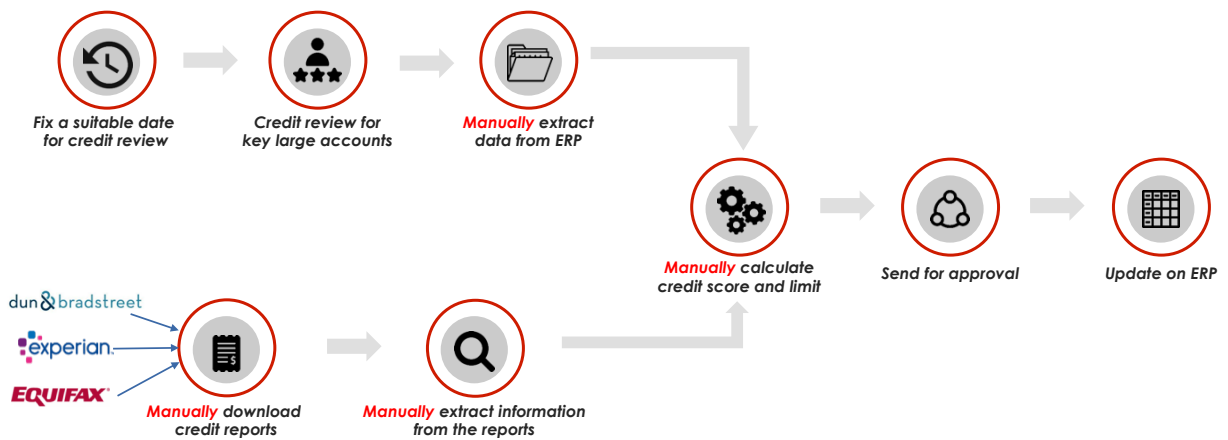 Fix a suitable date
for credit review
Credit review for
key large accounts
Manually extract
data from ERP
Manually calculate
credit score and limit
Send for approval
Update on ERP
dun & bradstreet
experian.
EQUIFAX
$
Manually download
credit reports
Manually extract information
from the reports